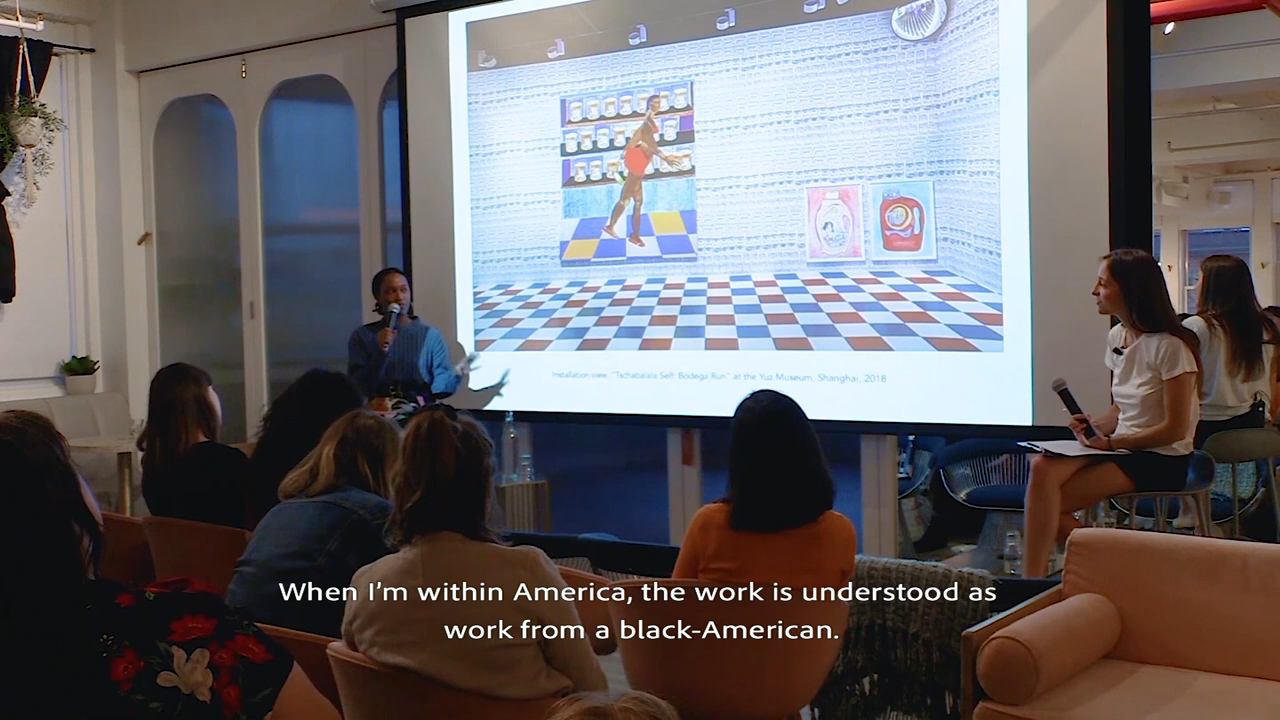 Installation view, "Tschabalala Self: Bodega Run" at the Yuz Museum, Shanghai, 2018
When I'm within America, the work is understood as
work from a black-American.